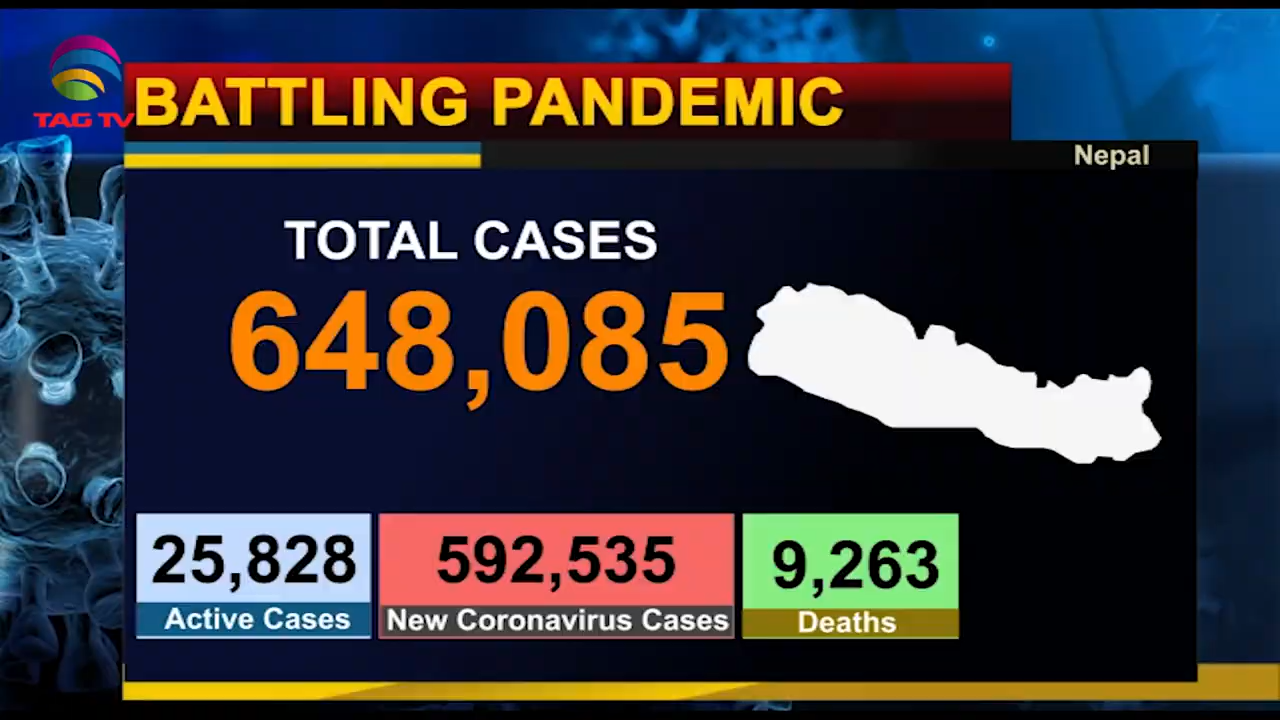 TAG TV
BATTLING PANDEMIC
Nepal
TOTAL CASES
648,085
25,828
Active Cases
592,535
New Coronavirus Cases
9,263
Deaths